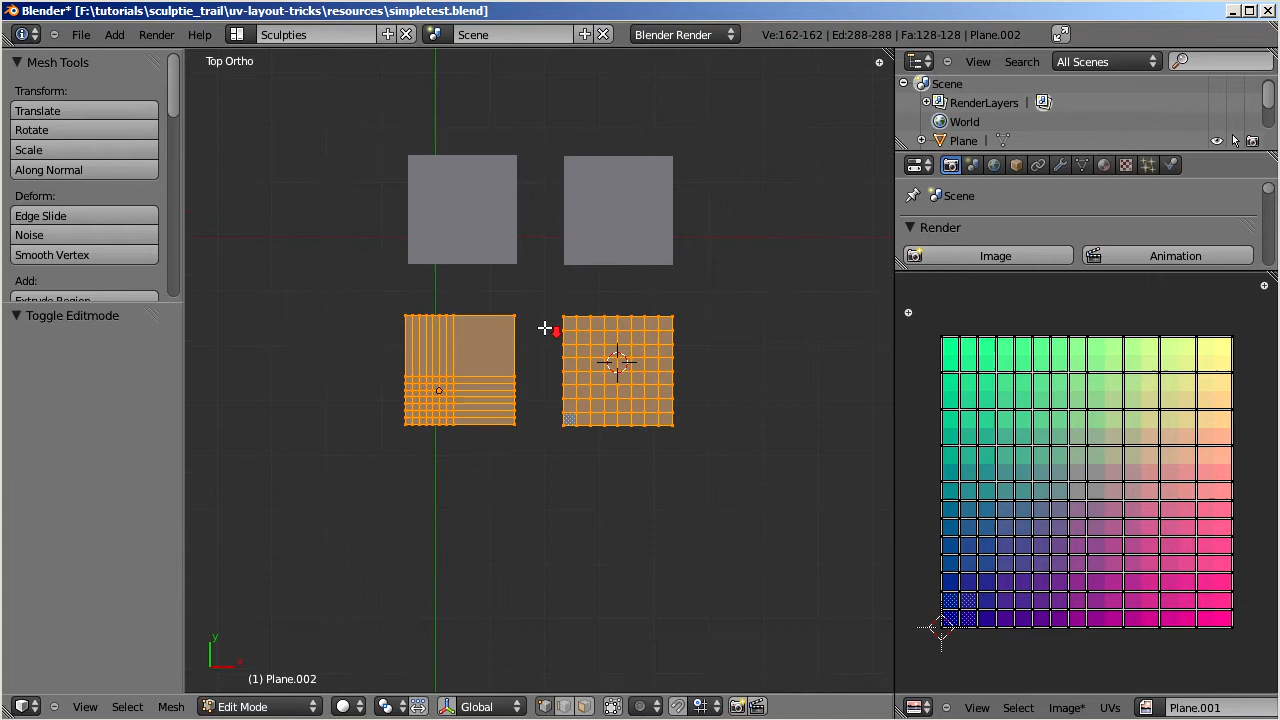 Blender* [F:\tutorials\sculptie_trail\uv-layout-tricks\resources\simpletest.blend]
File Add Render Help Sculpties Scene Blender Render Ve:162-162 | Ed:288-288 | Fa:128-128 | Plane.002
Mesh Tools
Transform:
Translate
Rotate
Scale
Along Normal
Deform:
Edge Slide
Noise
Smooth Vertex
Add:
Extrude Region
Toggle Editmode
Top Ortho
y
x
(1) Plane.002
View Select Mesh Edit Mode Global
View Search All Scenes
Scene
RenderLayers
World
Plane
Scene
Render
Image Animation
View Select Image* UVs Plane.001